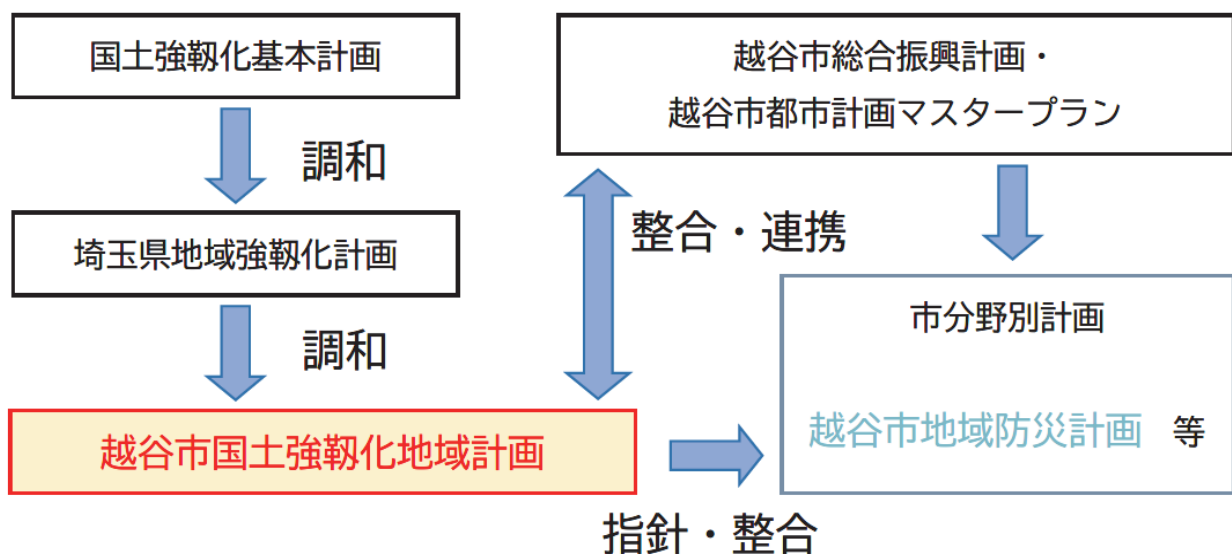 国土強靱化基本計画
調和
埼玉県地域強靱化計画
調和
越谷市国土強靱化地域計画
越谷市総合振興計画・
越谷市都市計画マスタープラン
整合・連携
市分野別計画
越谷市地域防災計画 等
指針・整合